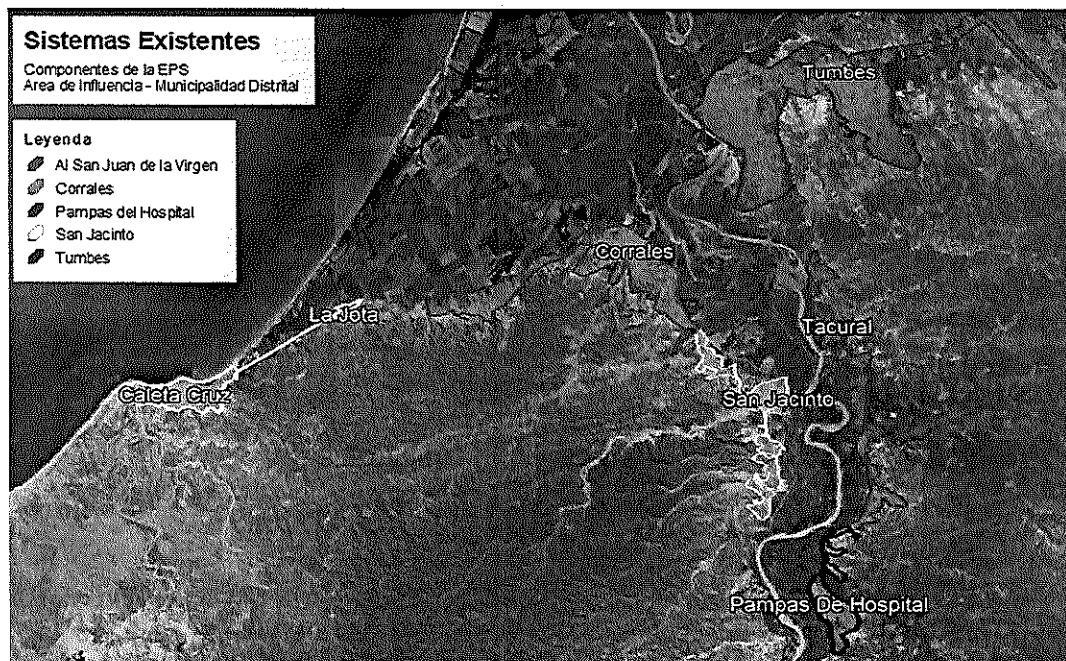 Sistemas Existentes
Componentes de la EPS
Area de Influencia - Municipalidad Distrital
Leyenda
Al San Juan de la Virgen
Corrales
Pampas del Hospital
San Jacinto
Tumbes
Tumbes
Corrales
La Jota
Tacural
Caleta Cruz
San Jacinto
Pampas De Hospital